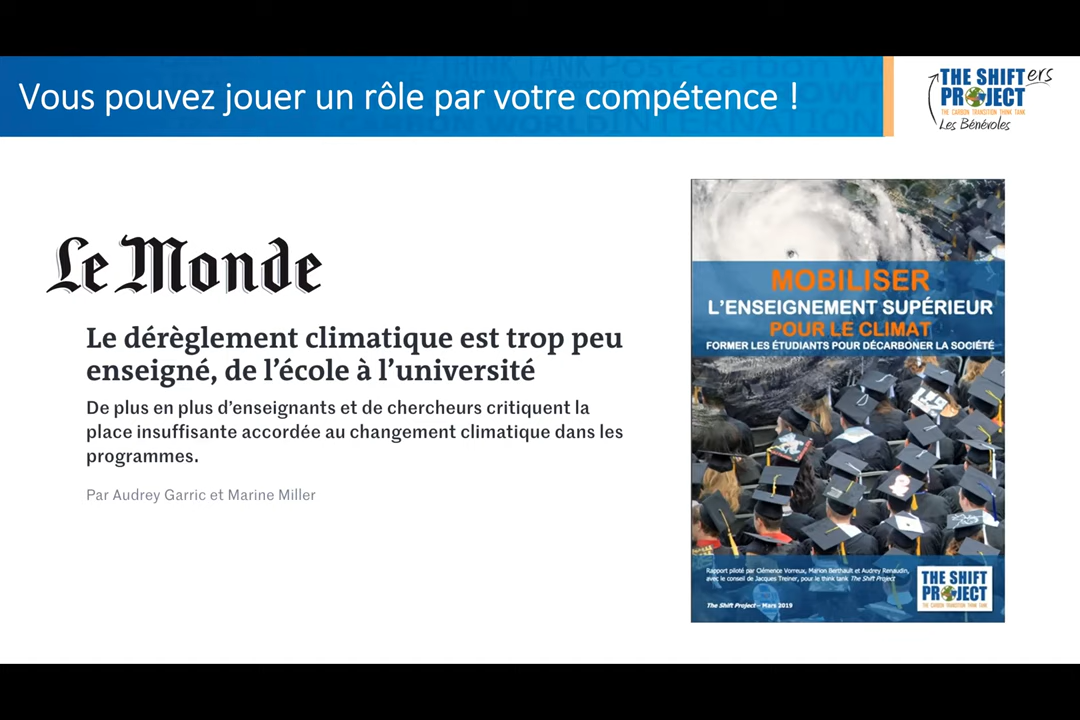 Vous pouvez jouer un rôle par votre compétence !
THE SHIFTers
PROJECT
THE CARBON TRANSITION THINK TANK
Les Bénévoles
Le Monde
Le dérèglement climatique est trop peu
enseigné, de l'école à l'université
De plus en plus d'enseignants et de chercheurs critiquent la
place insuffisante accordée au changement climatique dans les
programmes.
Par Audrey Garric et Marine Miller
MOBILISER
L'ENSEIGNEMENT SUPÉRIEUR
POUR LE CLIMAT
FORMER LES ÉTUDIANTS POUR DÉCARBONER LA SOCIÉTÉ
Rapport piloté par Clémence Vorreux, Marion Berthault et Audrey Renaudin,
avec le conseil de Jacques Treiner, pour le think tank The Shift Project
The Shift Project – Mars 2019
THE SHIFT
PROJECT
THE CARBON TRANSITION THINK TANK